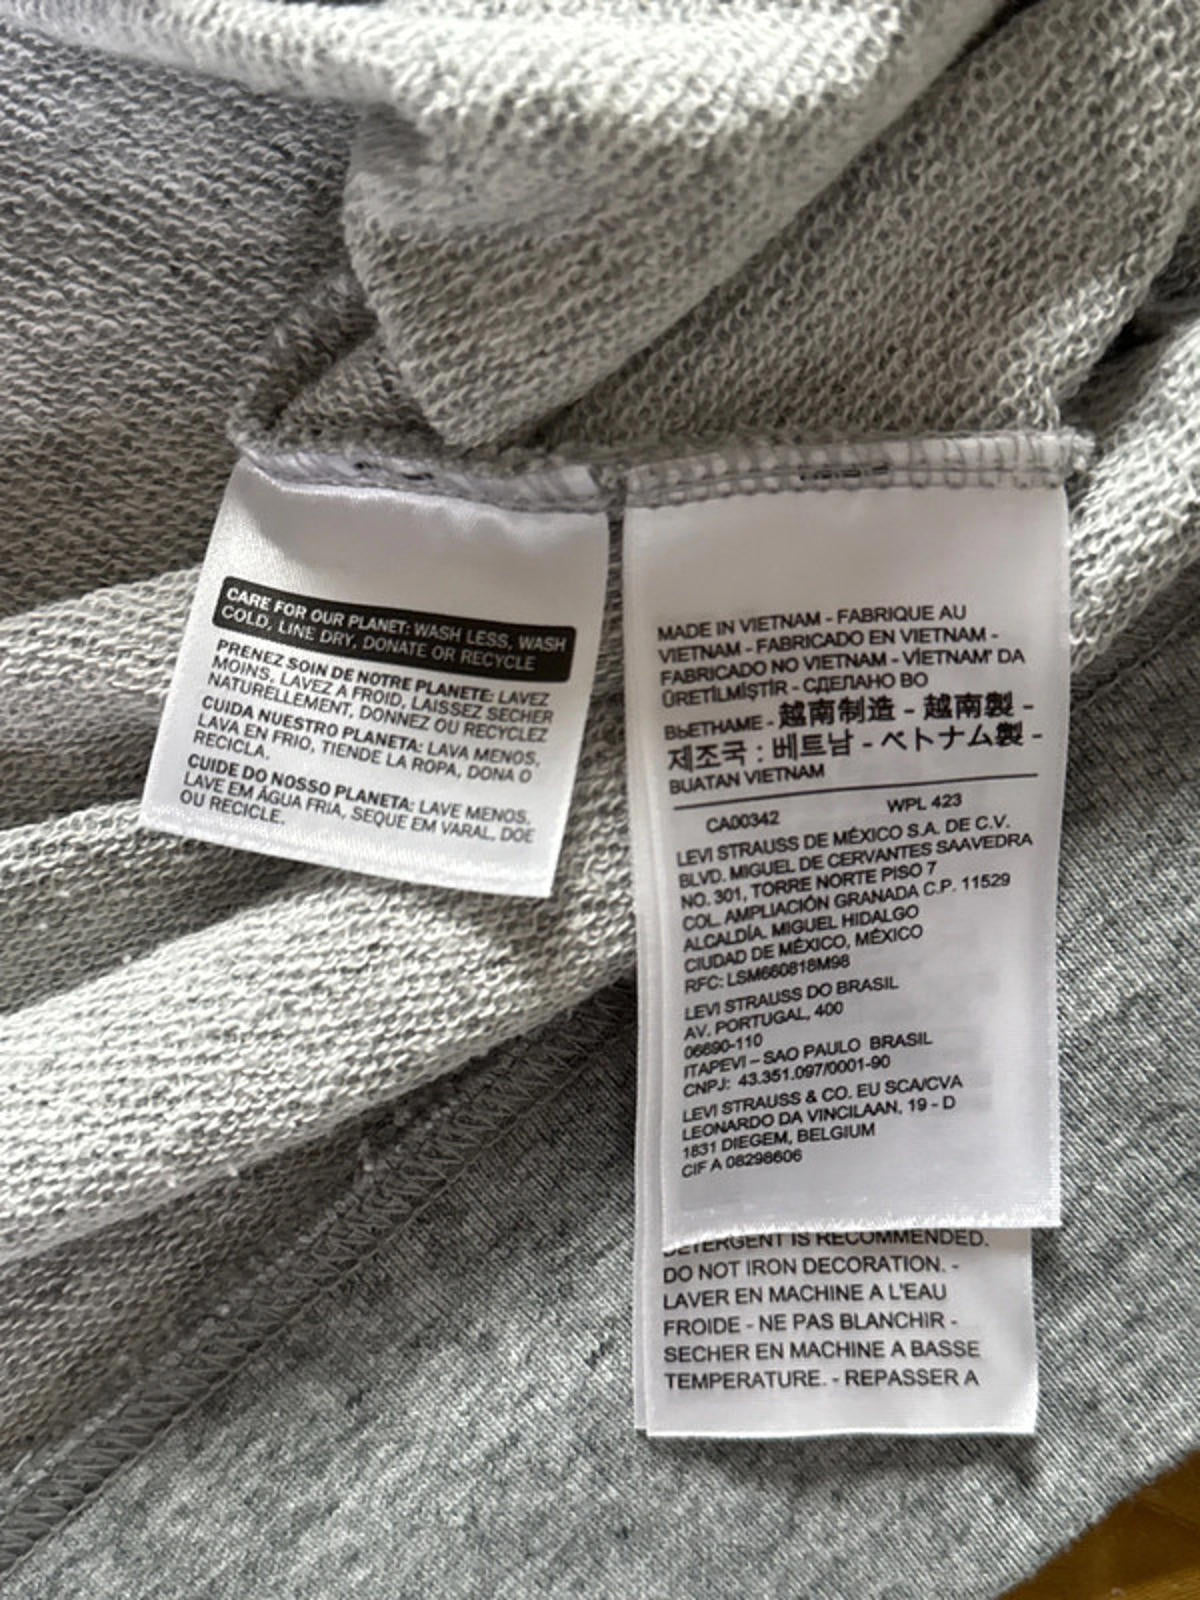 CARE FOR OUR PLANET: WASH LESS, WASH
COLD, LINE DRY, DONATE OR RECYCLE
PRENEZ SOIN DE NOTRE PLANETE: LAVEZ
MOINS, LAVEZ A FROID, LAISSEZ SECHER
NATURELLEMENT, DONNEZ OU RECYCLEZ
CUIDA NUESTRO PLANETA: LAVA MENOS,
LAVA EN FRIO, TIENDE LA ROPA, DONA O
RECICLA.
CUIDE DO NOSSO PLANETA: LAVE MENOS,
LAVE EM ÁGUA FRIA, SEQUE EM VARAL, DOE
OU RECICLE.
MADE IN VIETNAM - FABRIQUE AU
VIETNAM - FABRICADO EN VIETNAM -
FABRICADO NO VIETNAM - VİETNAM' DA
ÜRETİLMİŞTİR - СДЕЛАНО ВО
ВЬЕТНАМЕ - 越南制造 - 越南製 -
제조국 : 베트남 - ベトナム製 -
BUATAN VIETNAM
CA00342 WPL 423
LEVI STRAUSS DE MÉXICO S.A. DE C.V.
BLVD. MIGUEL DE CERVANTES SAAVEDRA
NO. 301, TORRE NORTE PISO 7
COL. AMPLIACIÓN GRANADA C.P. 11529
ALCALDÍA. MIGUEL HIDALGO
CIUDAD DE MÉXICO, MÉXICO
RFC: LSM660818M98
LEVI STRAUSS DO BRASIL
AV. PORTUGAL, 400
06690-110
ITAPEVI – SAO PAULO BRASIL
CNPJ: 43.351.097/0001-90
LEVI STRAUSS & CO. EU SCA/CVA
LEONARDO DA VINCILAAN, 19 - D
1831 DIEGEM, BELGIUM
CIF A 08298606
DETERGENT IS RECOMMENDED.
DO NOT IRON DECORATION. -
LAVER EN MACHINE A L'EAU
FROIDE - NE PAS BLANCHIR -
SECHER EN MACHINE A BASSE
TEMPERATURE. - REPASSER A